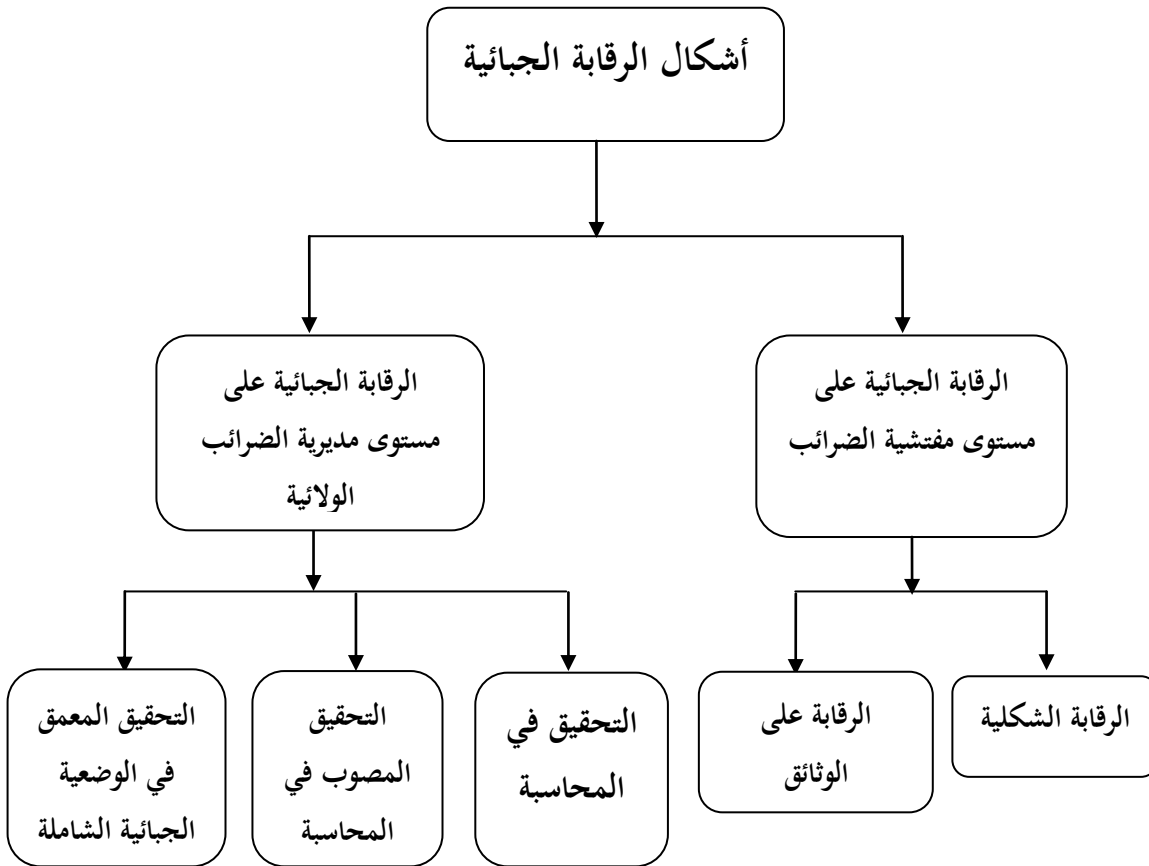 أشكال الرقابة الجبائية
الرقابة الجبائية على
مستوى مفتشية الضرائب
الرقابة الجبائية على
مستوى مديرية الضرائب
الولائية
الرقابة الشكلية
الرقابة على
الوثائق
التحقيق في
المحاسبة
التحقيق
المصوب في
المحاسبة
التحقيق المعمق
في الوضعية
الجبائية الشاملة